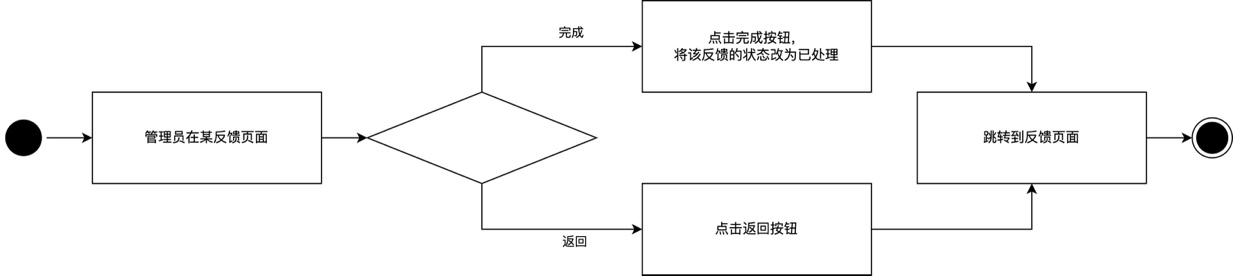 管理员在某反馈页面
完成
点击完成按钮，
将该反馈的状态改为已处理
返回
点击返回按钮
跳转到反馈页面